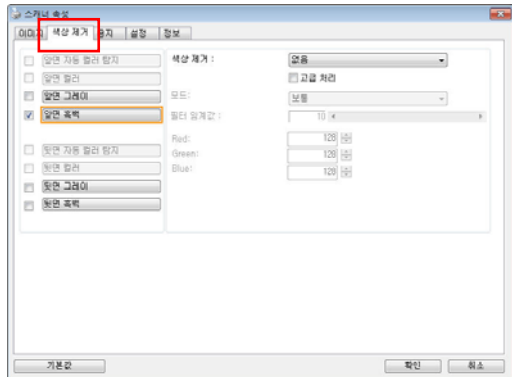 스캐너 속성
이미지 색상 제거 용지 설정 정보
앞면 자동 컬러 탐지
앞면 컬러
앞면 그레이
앞면 흑백
뒷면 자동 컬러 탐지
뒷면 컬러
뒷면 그레이
뒷면 흑백
색상 제거: 없음
고급 처리
모드: 보통
필터 임계값: 10
Red: 128
Green: 128
Blue: 128
기본값 확인 취소